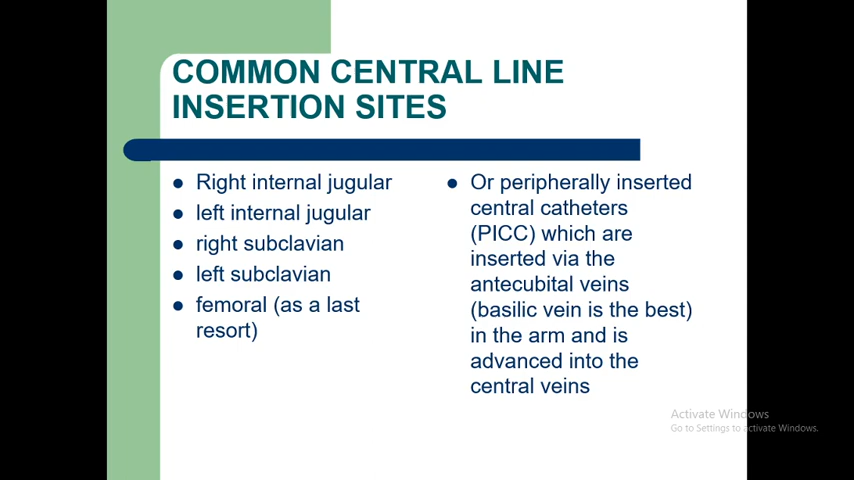 COMMON CENTRAL LINE
INSERTION SITES
Right internal jugular
left internal jugular
right subclavian
left subclavian
femoral (as a last
resort)
Or peripherally inserted
central catheters
(PICC) which are
inserted via the
antecubital veins
(basilic vein is the best)
in the arm and is
advanced into the
central veins
Activate Windows
Go to Settings to activate Windows.